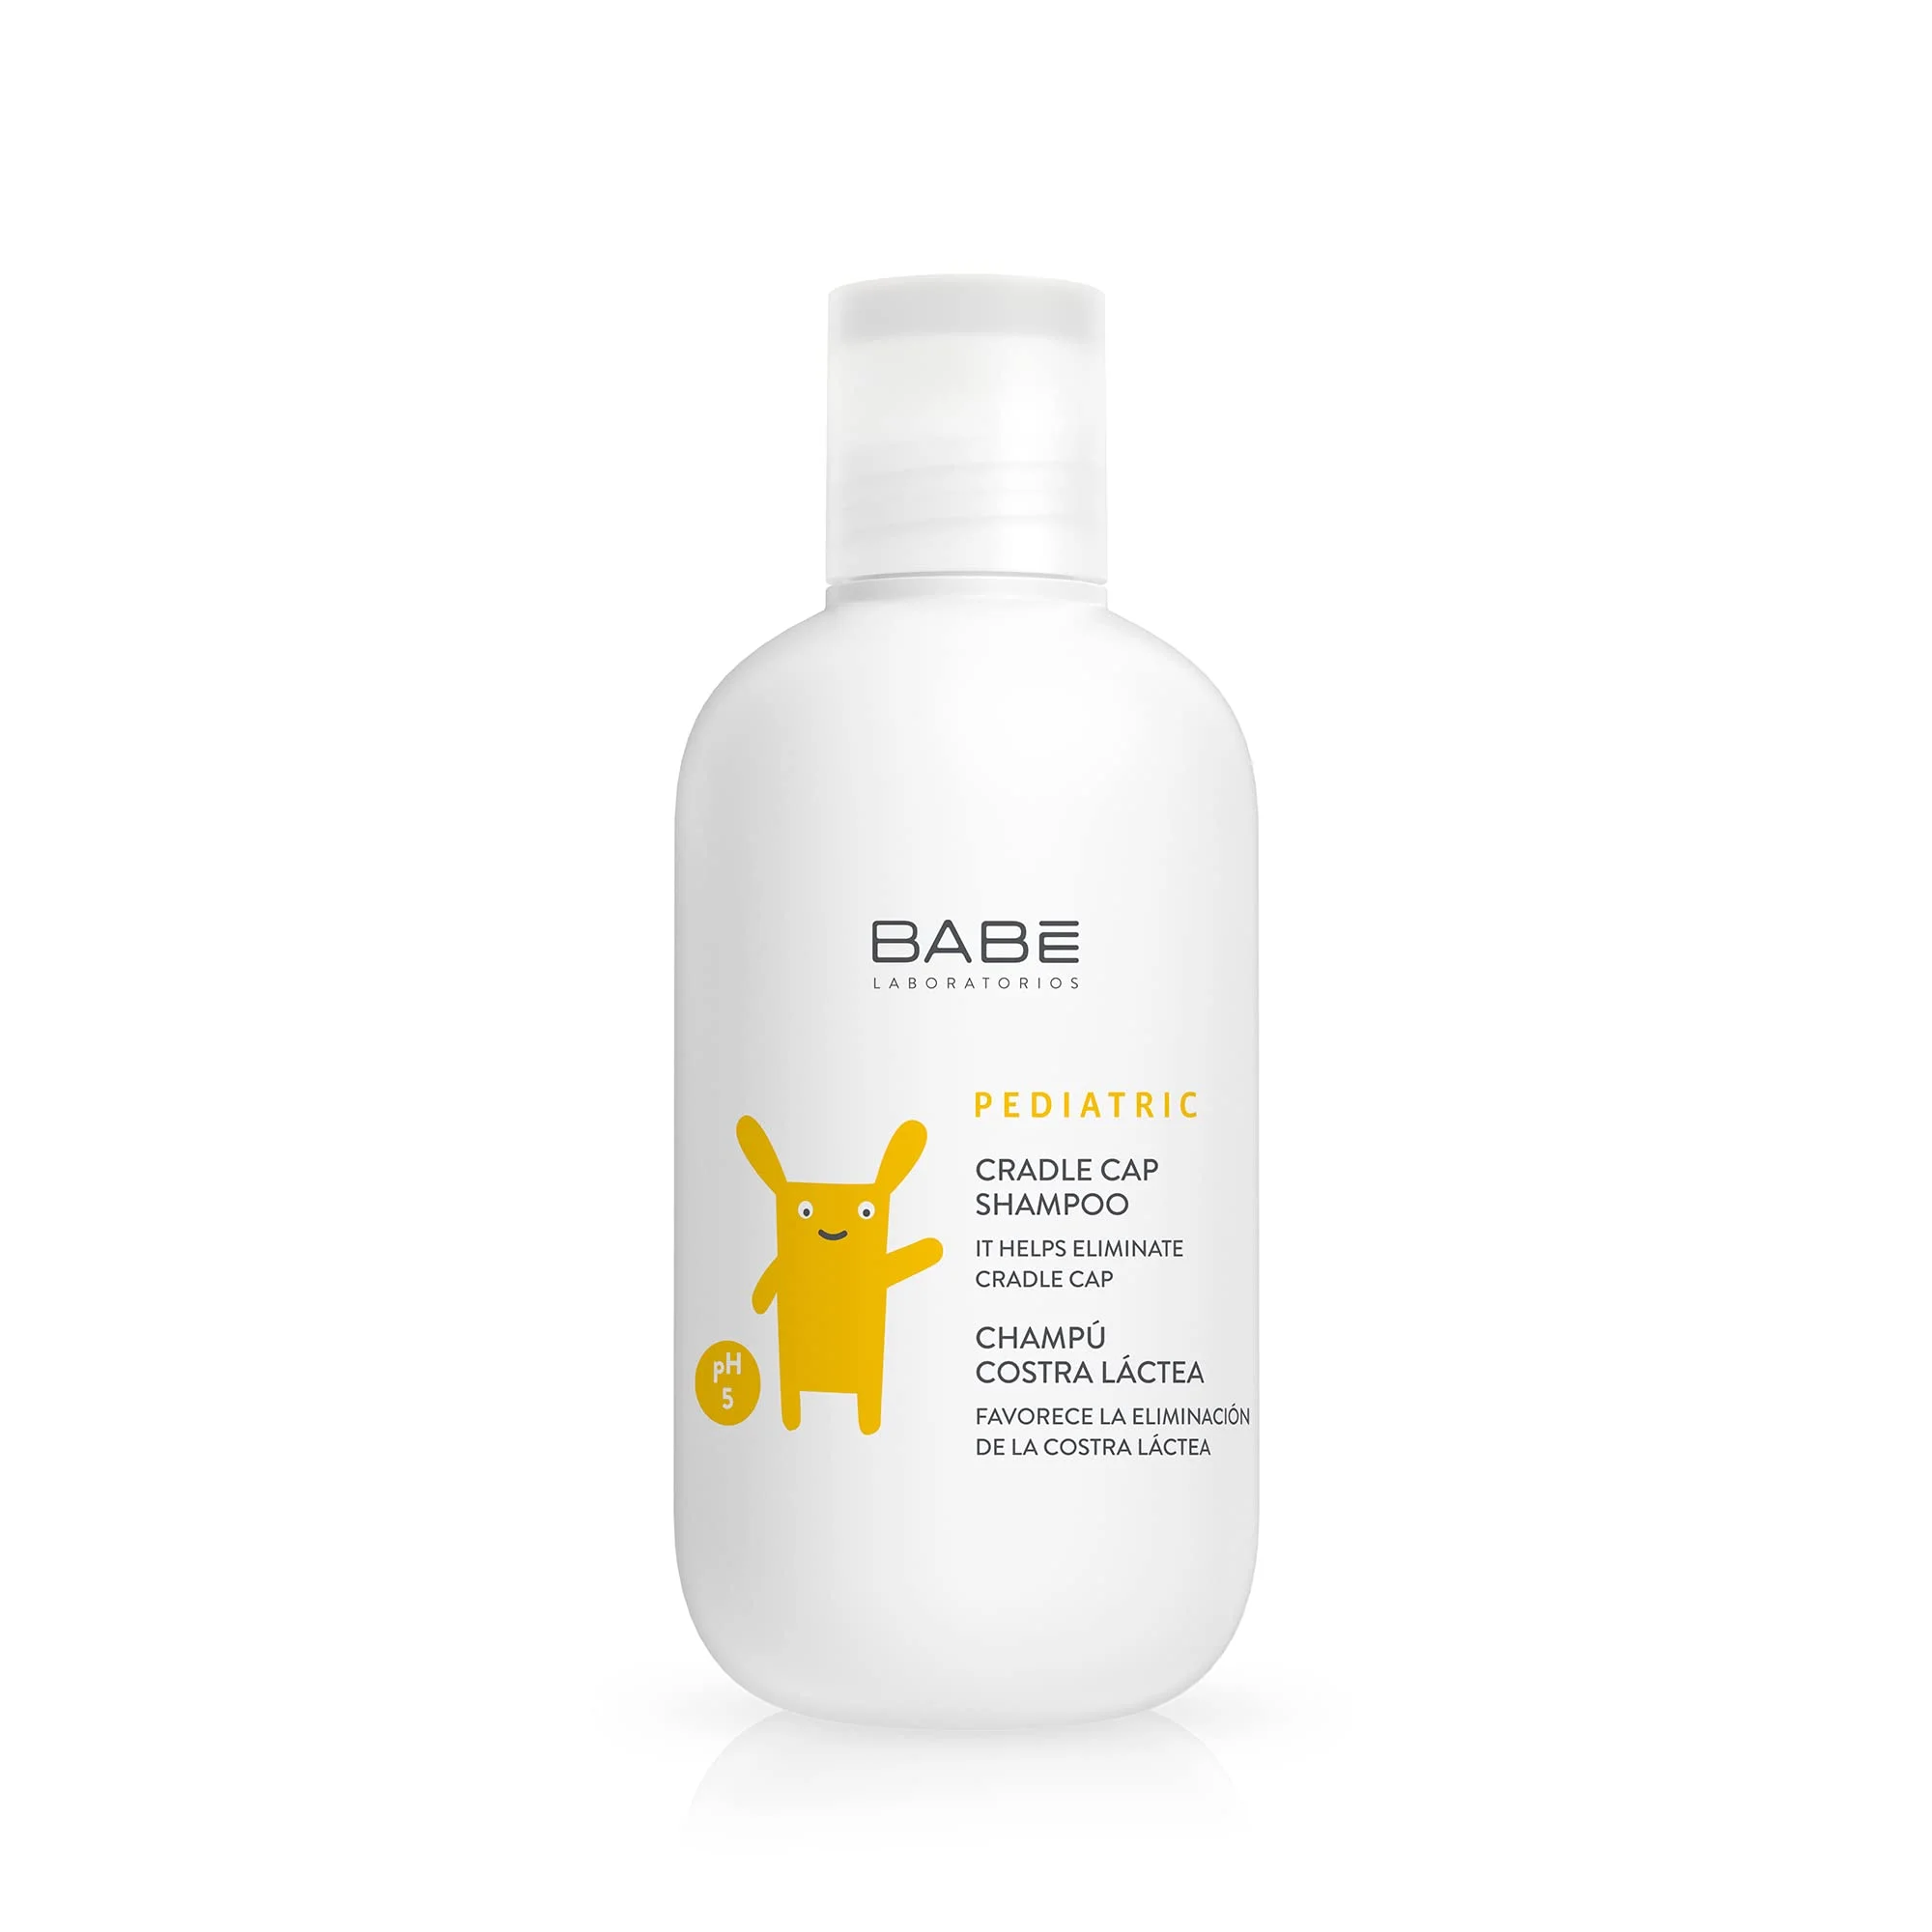 BABĒ
LABORATORIOS
PEDIATRIC
CRADLE CAP
SHAMPOO
IT HELPS ELIMINATE
CRADLE CAP
CHAMPÚ
COSTRA LÁCTEA
FAVORECE LA ELIMINACIÓN
DE LA COSTRA LÁCTEA
pH
5